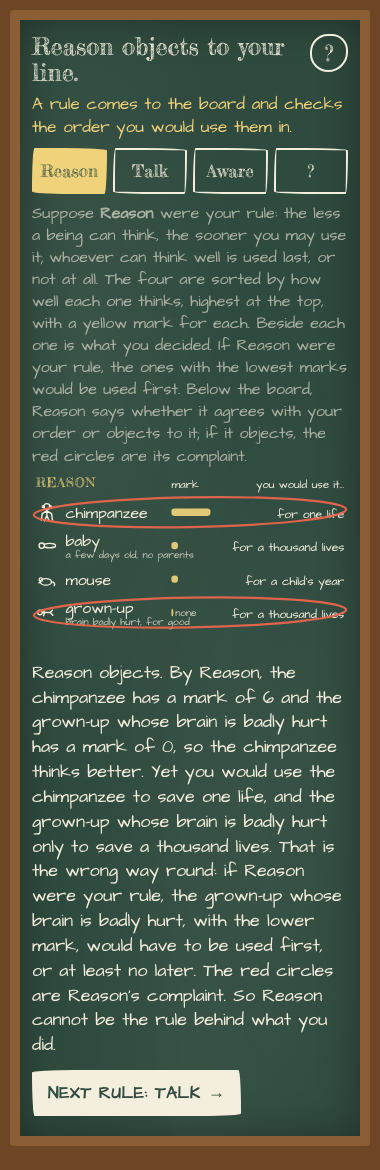 Reason objects to your
line.
?
A rule comes to the board and checks
the order you would use them in.
Reason Talk Aware ?
Suppose Reason were your rule: the less
a being can think, the sooner you may use
it; whoever can think well is used last, or
not at all. The four are sorted by how
well each one thinks, highest at the top,
with a yellow mark for each. Beside each
one is what you decided. If Reason were
your rule, the ones with the lowest marks
would be used first. Below the board,
Reason says whether it agrees with your
order or objects to it; if it objects, the
red circles are its complaint.
REASON mark you would use it...
chimpanzee for one life
baby for a thousand lives
a few days old, no parents
mouse for a child's year
grown-up none for a thousand lives
brain badly hurt, for good
Reason objects. By Reason, the
chimpanzee has a mark of 6 and the
grown-up whose brain is badly hurt
has a mark of 0, so the chimpanzee
thinks better. Yet you would use the
chimpanzee to save one life, and the
grown-up whose brain is badly hurt
only to save a thousand lives. That is
the wrong way round: if Reason
were your rule, the grown-up whose
brain is badly hurt, with the lower
mark, would have to be used first,
or at least no later. The red circles
are Reason's complaint. So Reason
cannot be the rule behind what you
did.
NEXT RULE: TALK →